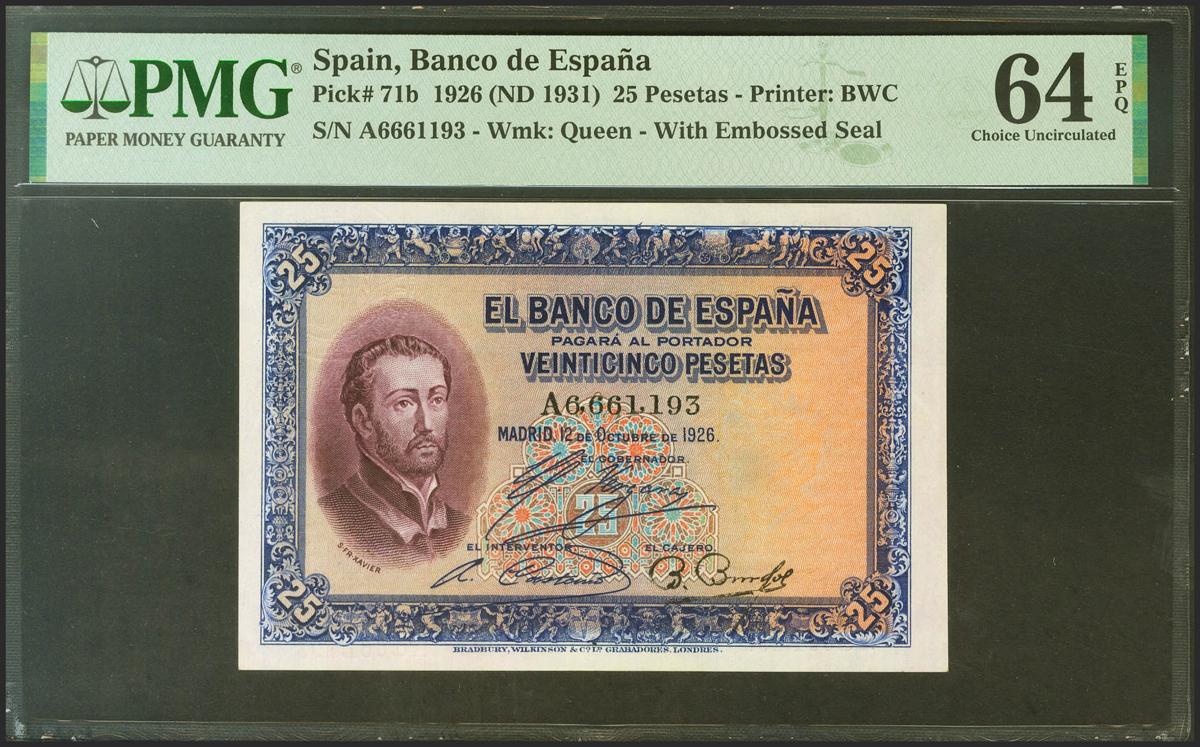 PMG®
PAPER MONEY GUARANTY
Spain, Banco de España
Pick# 71b 1926 (ND 1931) 25 Pesetas - Printer: BWC
S/N A6661193 - Wmk: Queen - With Embossed Seal
64
EPQ
Choice Uncirculated
25
25
EL BANCO DE ESPAÑA
PAGARÁ AL PORTADOR
VEINTICINCO PESETAS
A6,661,193
MADRID, 12 DE OCTUBRE DE 1926.
EL GOBERNADOR.
25
EL INTERVENTOR
EL CAJERO
S. FR. XAVIER
25
25
BRADBURY, WILKINSON & Cº Lᴰ GRABADORES, LONDRES.